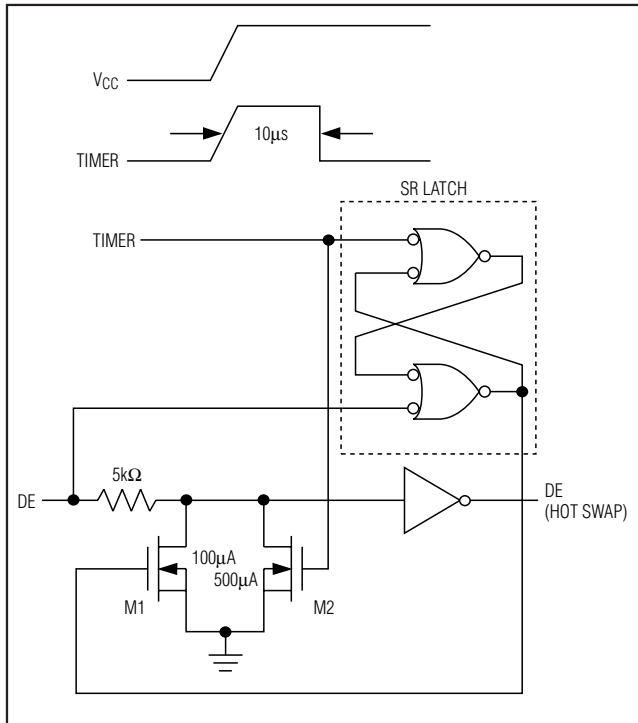 VCC
10µs
TIMER
SR LATCH
TIMER
5kΩ
DE
DE
(HOT SWAP)
100µA
500µA
M1
M2